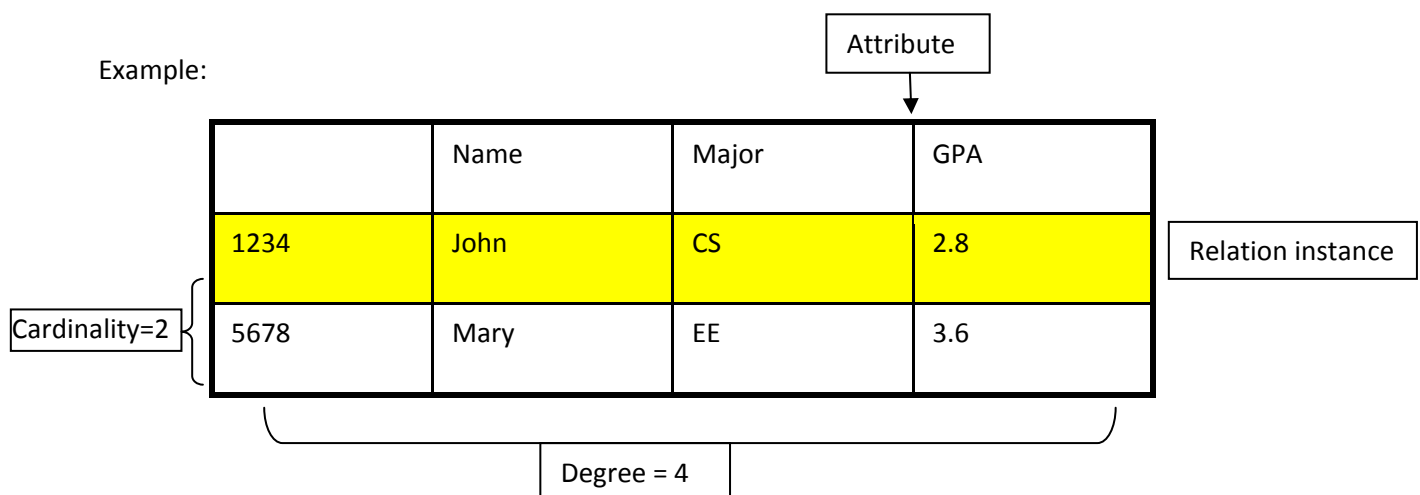 Attribute
Example:
Name Major GPA
1234 John CS 2.8
Relation instance
Cardinality=2
5678 Mary EE 3.6
Degree = 4